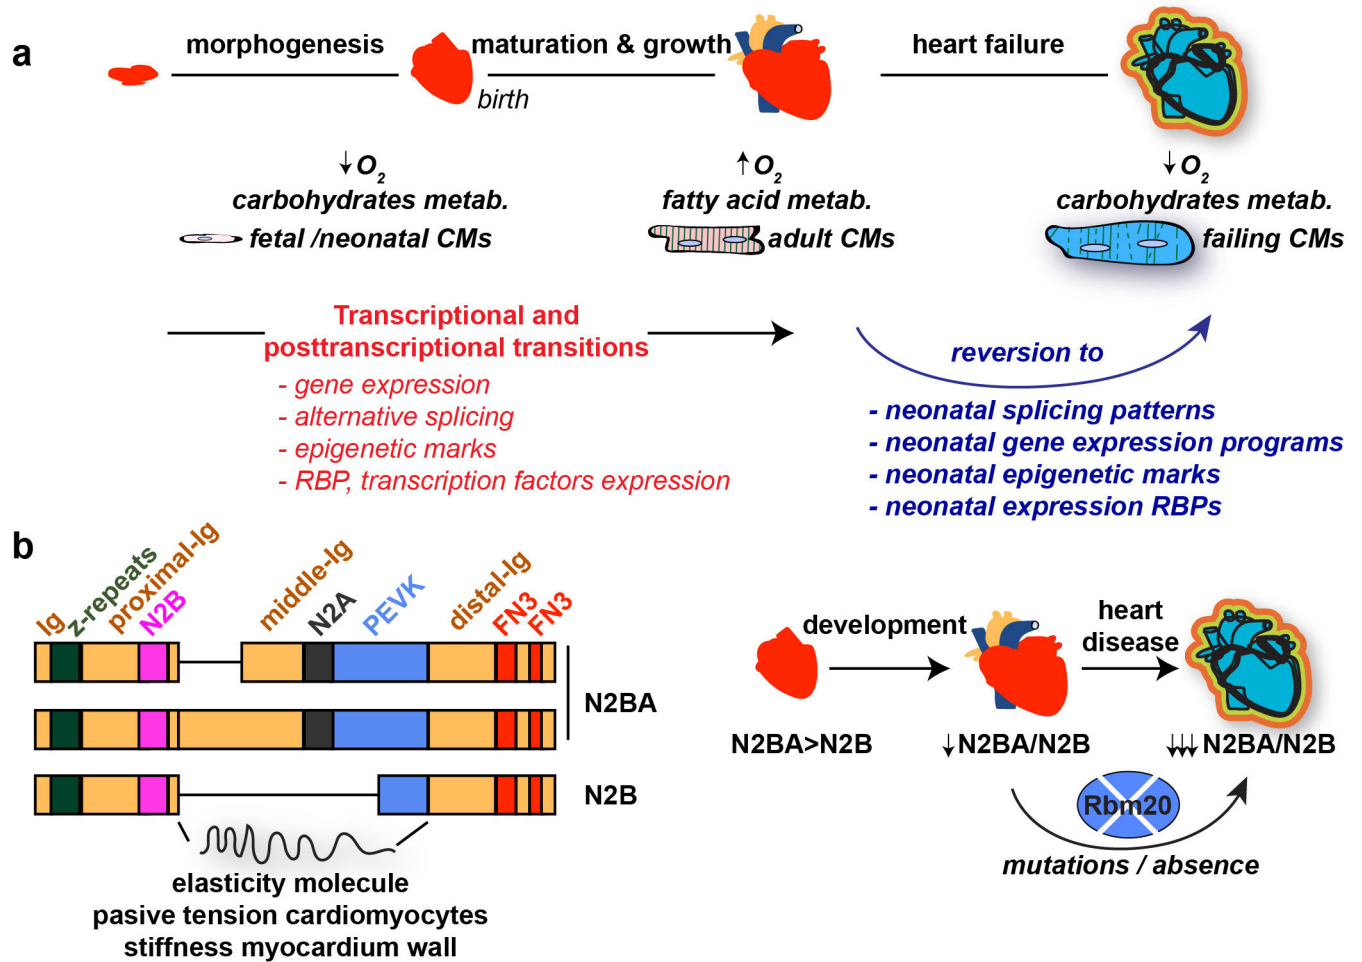 a
morphogenesis
maturation & growth
heart failure
birth
↓O2
carbohydrates metab.
fetal /neonatal CMs
↑O2
fatty acid metab.
adult CMs
↓O2
carbohydrates metab.
failing CMs
Transcriptional and
posttranscriptional transitions
- gene expression
- alternative splicing
- epigenetic marks
- RBP, transcription factors expression
reversion to
- neonatal splicing patterns
- neonatal gene expression programs
- neonatal epigenetic marks
- neonatal expression RBPs
b
Ig
z-repeats
proximal-Ig
N2B
middle-Ig
N2A
PEVK
distal-Ig
FN3
FN3
N2BA
N2B
elasticity molecule
pasive tension cardiomyocytes
stiffness myocardium wall
development
heart
disease
N2BA>N2B
↓N2BA/N2B
↓↓↓N2BA/N2B
Rbm20
mutations / absence